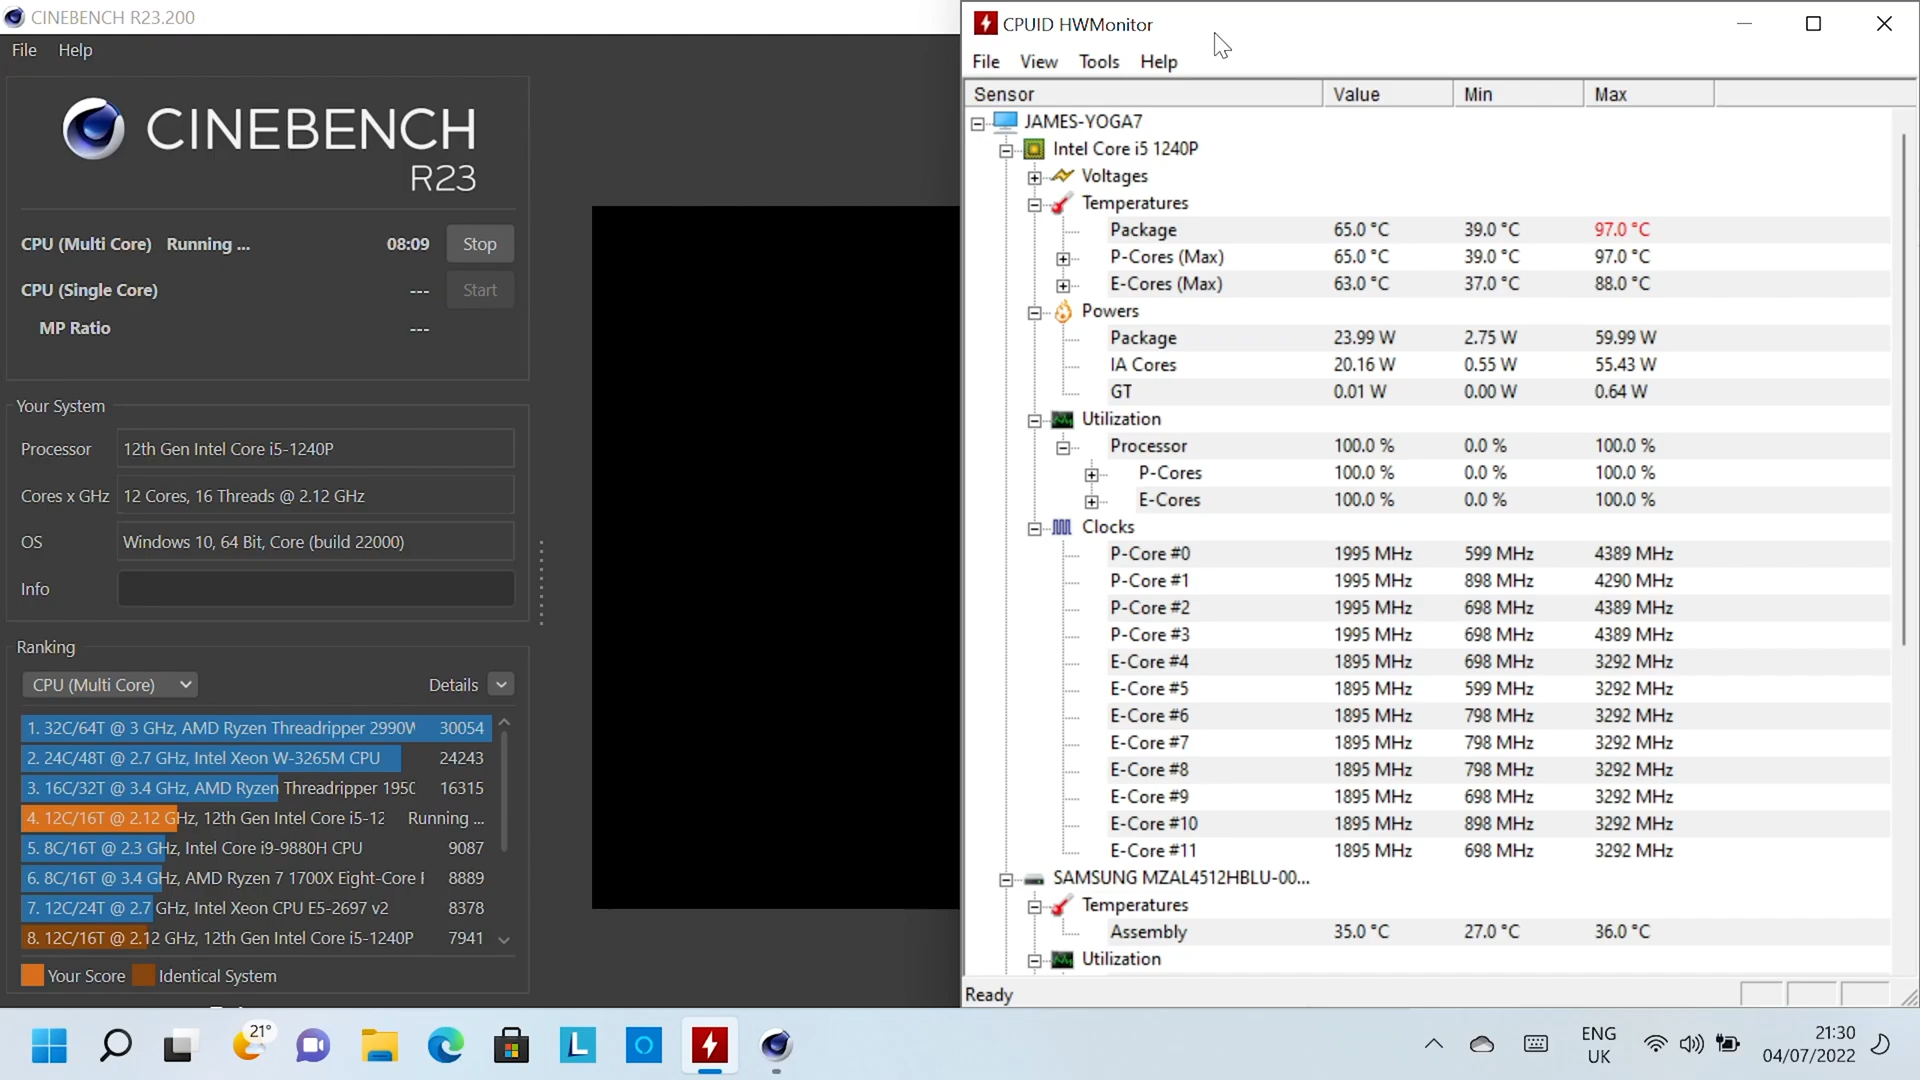 CINEBENCH R23.200
File Help
CINEBENCH
R23
CPU (Multi Core) Running ... 08:09 Stop
CPU (Single Core) --- Start
MP Ratio ---
Your System
Processor 12th Gen Intel Core i5-1240P
Cores x GHz 12 Cores, 16 Threads @ 2.12 GHz
OS Windows 10, 64 Bit, Core (build 22000)
Info
Ranking
CPU (Multi Core) Details
1. 32C/64T @ 3 GHz, AMD Ryzen Threadripper 2990W 30054
2. 24C/48T @ 2.7 GHz, Intel Xeon W-3265M CPU 24243
3. 16C/32T @ 3.4 GHz, AMD Ryzen Threadripper 195 16315
4. 12C/16T @ 2.12 GHz, 12th Gen Intel Core i5-12 Running ...
5. 8C/16T @ 2.3 GHz, Intel Core i9-9880H CPU 9087
6. 8C/16T @ 3.4 GHz, AMD Ryzen 7 1700X Eight-Core 8889
7. 12C/24T @ 2.7 GHz, Intel Xeon CPU E5-2697 v2 8378
8. 12C/16T @ 2.12 GHz, 12th Gen Intel Core i5-1240P 7941
Your Score Identical System
CPUID HWMonitor
File View Tools Help
Sensor Value Min Max
JAMES-YOGA7
Intel Core i5 1240P
Voltages
Temperatures
Package 65.0 °C 39.0 °C 97.0 °C
P-Cores (Max) 65.0 °C 39.0 °C 97.0 °C
E-Cores (Max) 63.0 °C 37.0 °C 88.0 °C
Powers
Package 23.99 W 2.75 W 59.99 W
IA Cores 20.16 W 0.55 W 55.43 W
GT 0.01 W 0.00 W 0.64 W
Utilization
Processor 100.0 % 0.0 % 100.0 %
P-Cores 100.0 % 0.0 % 100.0 %
E-Cores 100.0 % 0.0 % 100.0 %
Clocks
P-Core #0 1995 MHz 599 MHz 4389 MHz
P-Core #1 1995 MHz 898 MHz 4290 MHz
P-Core #2 1995 MHz 698 MHz 4389 MHz
P-Core #3 1995 MHz 698 MHz 4389 MHz
E-Core #4 1895 MHz 698 MHz 3292 MHz
E-Core #5 1895 MHz 599 MHz 3292 MHz
E-Core #6 1895 MHz 798 MHz 3292 MHz
E-Core #7 1895 MHz 798 MHz 3292 MHz
E-Core #8 1895 MHz 798 MHz 3292 MHz
E-Core #9 1895 MHz 698 MHz 3292 MHz
E-Core #10 1895 MHz 898 MHz 3292 MHz
E-Core #11 1895 MHz 698 MHz 3292 MHz
SAMSUNG MZAL4512HBLU-00...
Temperatures
Assembly 35.0 °C 27.0 °C 36.0 °C
Utilization
Ready
21°
L
ENG
UK
21:30
04/07/2022